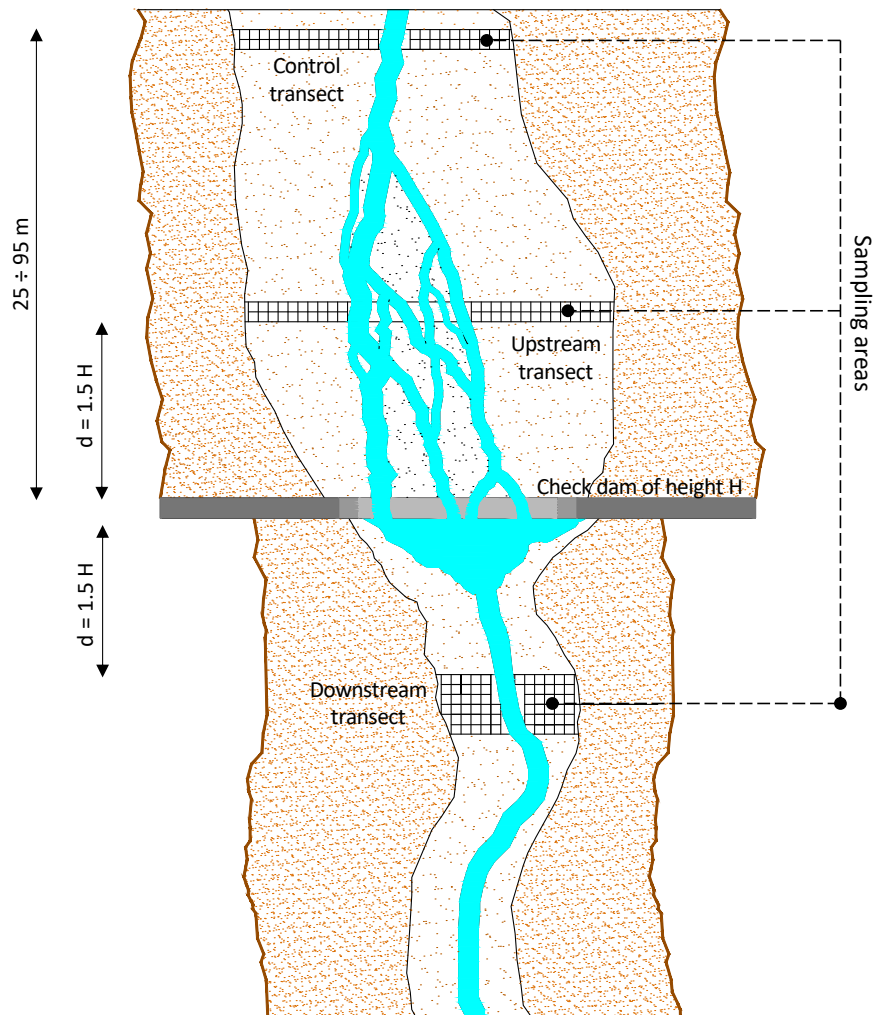 Control
transect
25 ÷ 95 m
Sampling areas
Upstream
transect
d = 1.5 H
Check dam of height H
d = 1.5 H
Downstream
transect